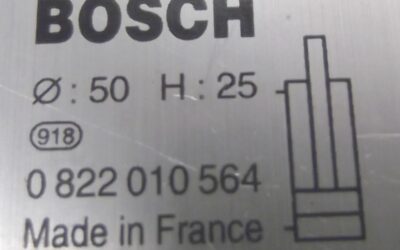 BOSCH
Ø : 50 H : 25
918
0 822 010 564
Made in France